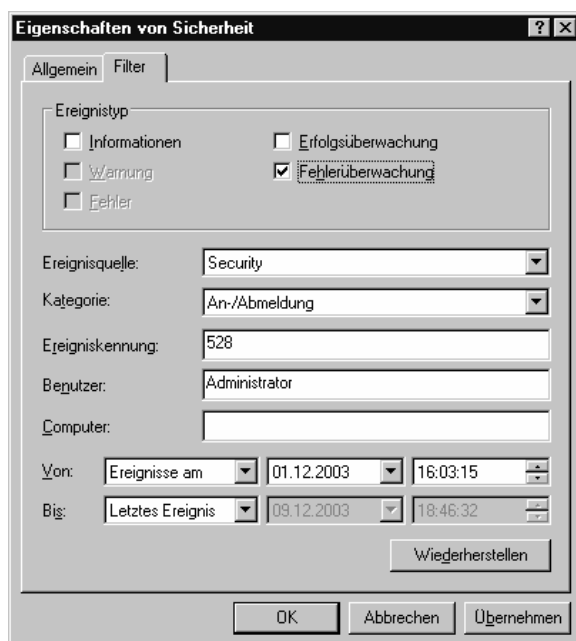 Eigenschaften von Sicherheit
Allgemein Filter
Ereignistyp
Informationen Erfolgsüberwachung
Warnung Fehlerüberwachung
Fehler
Ereignisquelle: Security
Kategorie: An-/Abmeldung
Ereigniskennung: 528
Benutzer: Administrator
Computer:
Von: Ereignisse am 01.12.2003 16:03:15
Bis: Letztes Ereignis 09.12.2003 18:46:32
Wiederherstellen
OK Abbrechen Übernehmen